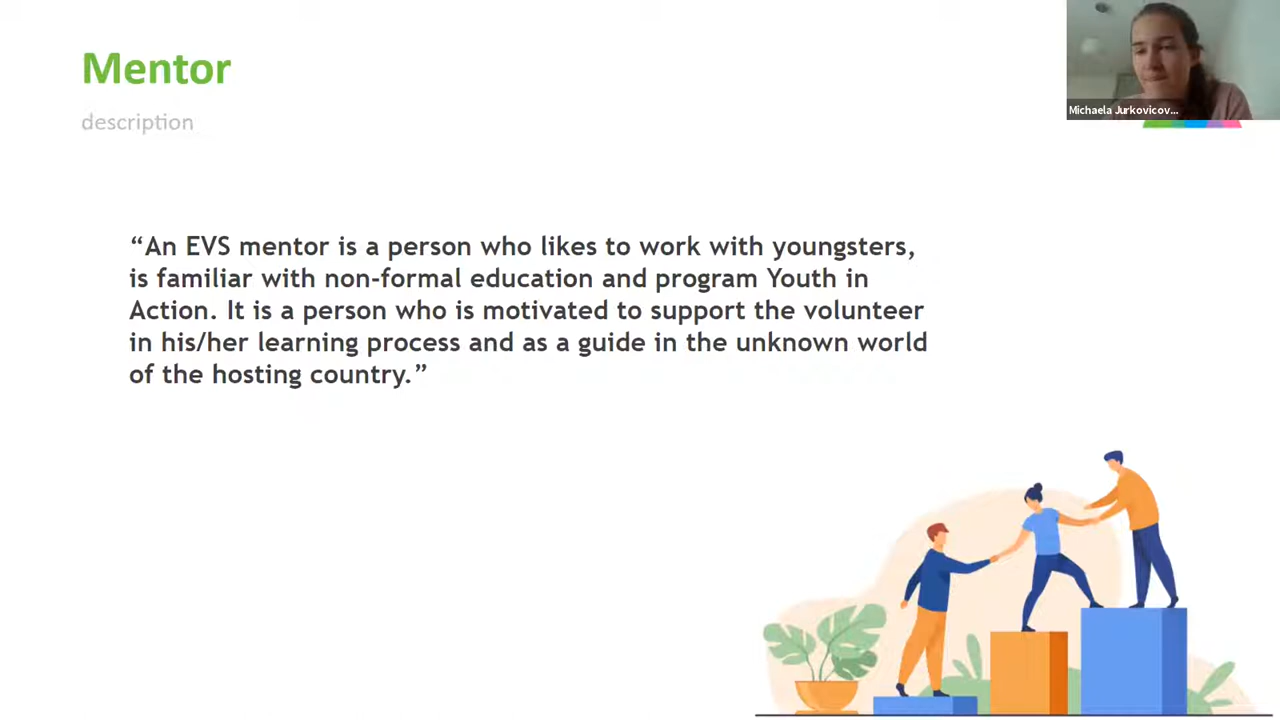 Mentor
description
Michaela Jurkovicov...
“An EVS mentor is a person who likes to work with youngsters,
is familiar with non-formal education and program Youth in
Action. It is a person who is motivated to support the volunteer
in his/her learning process and as a guide in the unknown world
of the hosting country.”